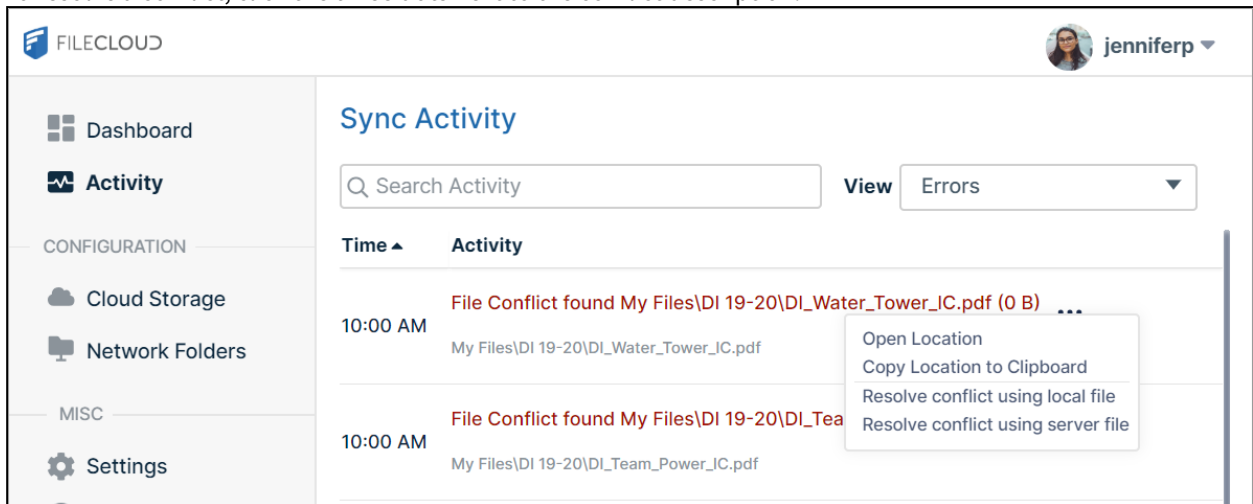 FILECLOUD
jenniferp
Dashboard
Activity
CONFIGURATION
Cloud Storage
Network Folders
MISC
Settings
Sync Activity
Search Activity
View Errors
Time Activity
File Conflict found My Files\DI 19-20\DI_Water_Tower_IC.pdf (0 B) ...
10:00 AM
My Files\DI 19-20\DI_Water_Tower_IC.pdf
Open Location
Copy Location to Clipboard
Resolve conflict using local file
Resolve conflict using server file
File Conflict found My Files\DI 19-20\DI_Tea
10:00 AM
My Files\DI 19-20\DI_Team_Power_IC.pdf